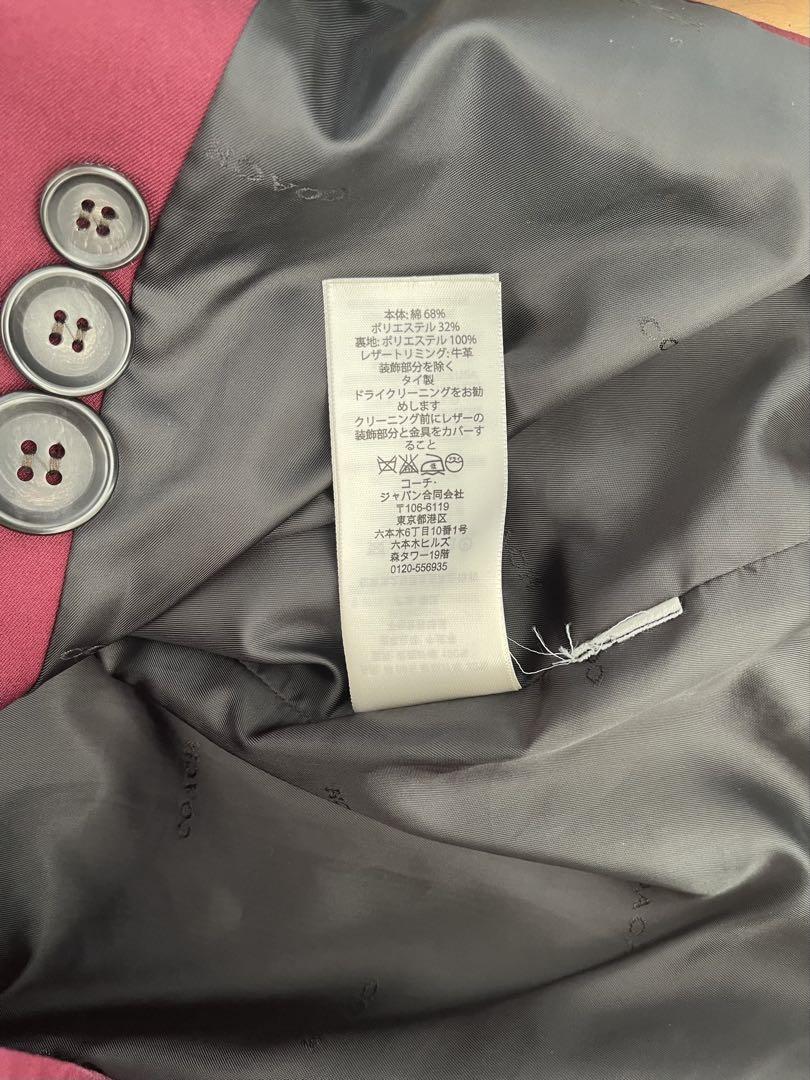 本体: 綿 68%
ポリエステル 32%
裏地: ポリエステル 100%
レザートリミング: 牛革
装飾部分を除く
タイ製
ドライクリーニングをお勧
めします
クリーニング前にレザーの
装飾部分と金具をカバーす
ること
コーチ・
ジャパン合同会社
〒106-6119
東京都港区
六本木6丁目10番1号
六本木ヒルズ
森タワー19階
0120-556935